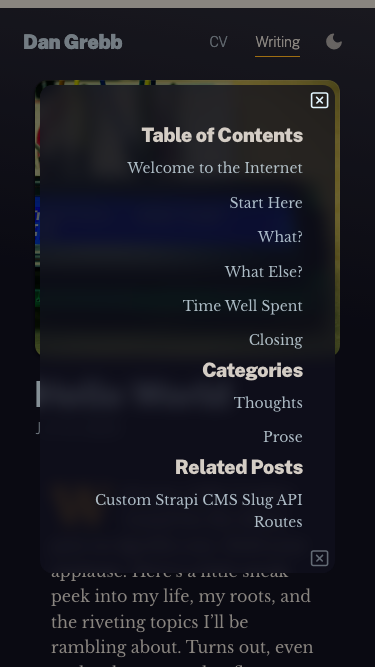 Dan Grebb
CV
Writing
Table of Contents
Welcome to the Internet
Start Here
What?
What Else?
Time Well Spent
Closing
Categories
Thoughts
Prose
Related Posts
Custom Strapi CMS Slug API
Routes
applause. Here's a little sneak
peek into my life, my roots, and
the riveting topics I'll be
rambling about. Turns out, even